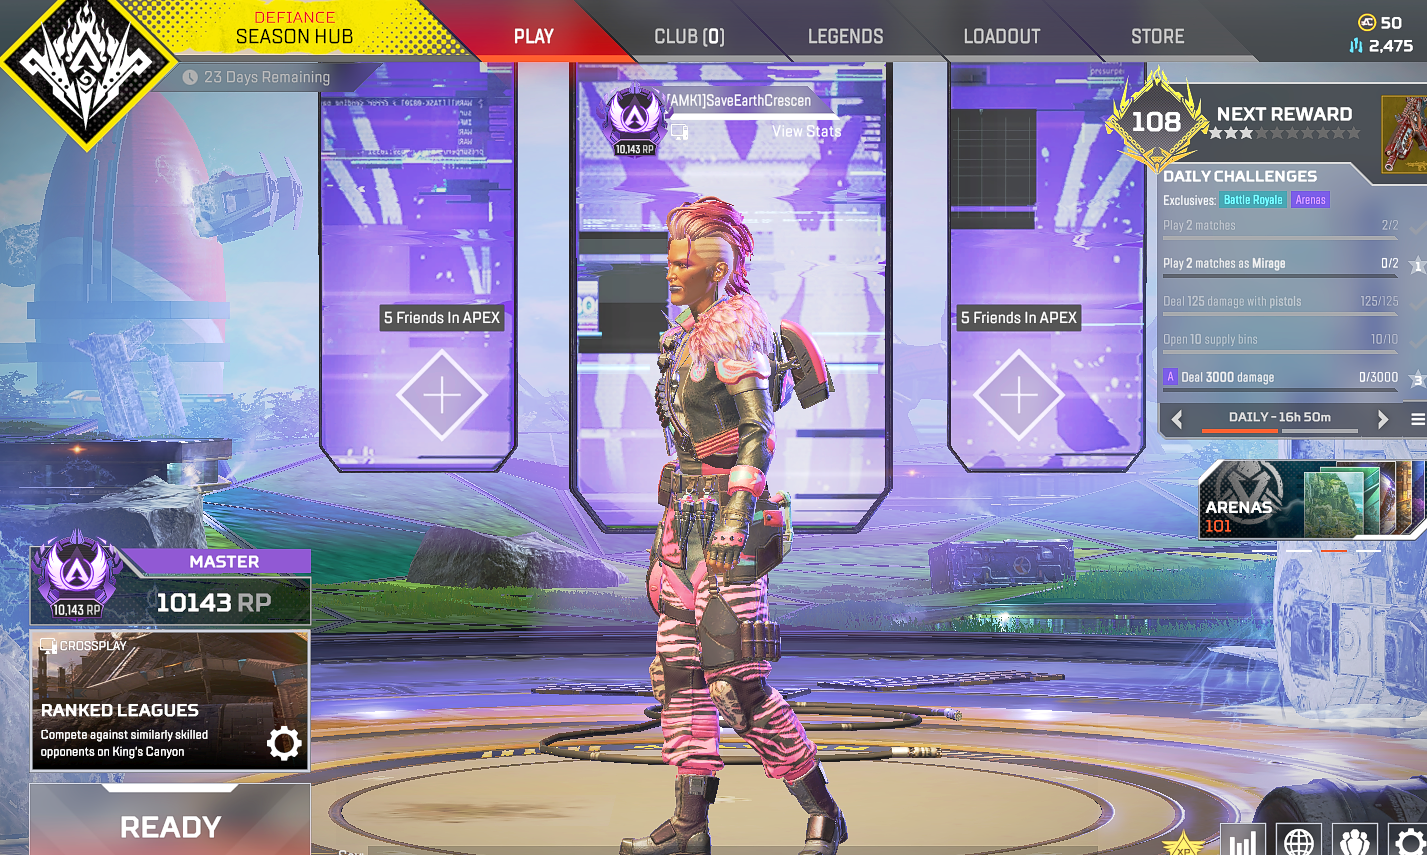 DEFIANCE
SEASON HUB
23 Days Remaining
PLAY
CLUB (0)
LEGENDS
LOADOUT
STORE
50
2,475
[AMK1]SaveEarthCrescen
View Stats
10,143 RP
108
NEXT REWARD
DAILY CHALLENGES
Exclusives: Battle Royale Arenas
Play 2 matches 2/2
Play 2 matches as Mirage 0/2 1
Deal 125 damage with pistols 125/125
Open 10 supply bins 10/10
A Deal 3000 damage 0/3000 3
DAILY - 16h 50m
5 Friends In APEX
5 Friends In APEX
ARENAS
101
MASTER
10,143 RP
10143 RP
CROSSPLAY
RANKED LEAGUES
Compete against similarly skilled
opponents on King's Canyon
READY
XP